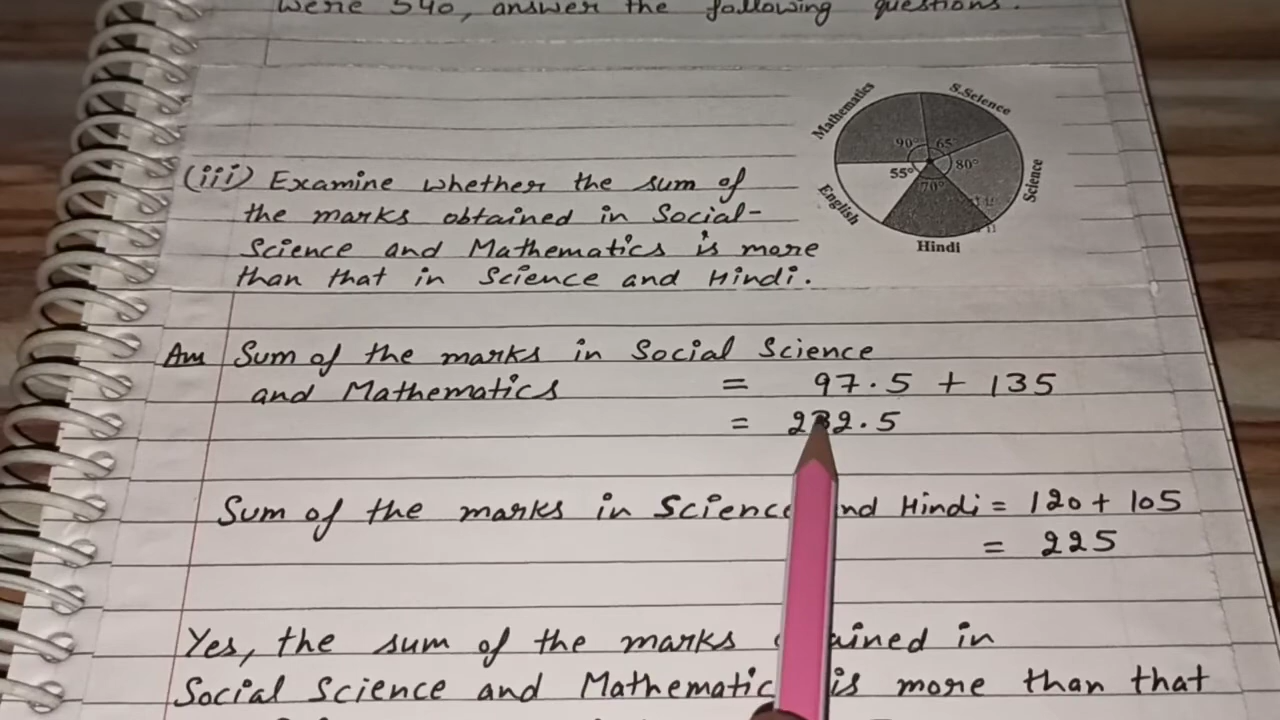 were 540, answer the following questions.
Mathematics
S.Science
90° 65°
80°
55°
70°
English
Science
Hindi
(iii) Examine whether the sum of
the marks obtained in Social-
Science and Mathematics is more
than that in Science and Hindi.
Ans Sum of the marks in Social Science
and Mathematics = 97.5 + 135
= 232.5
Sum of the marks in Science and Hindi = 120 + 105
= 225
Yes, the sum of the marks in
Social Science and Mathematics is more than that